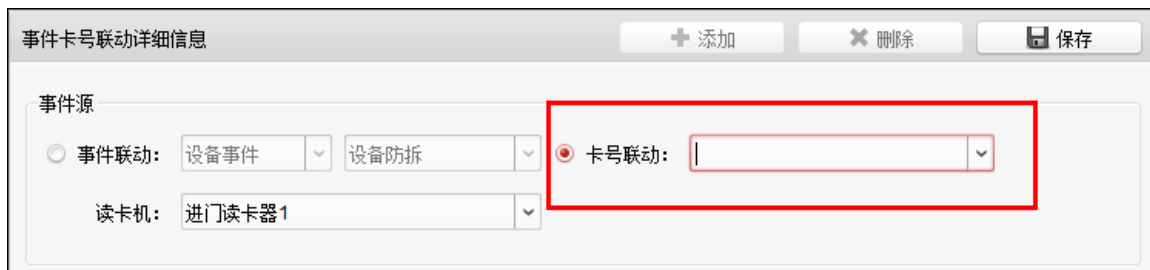 事件卡号联动详细信息 添加 删除 保存
事件源
事件联动: 设备事件 设备防拆 卡号联动:
读卡机: 进门读卡器1